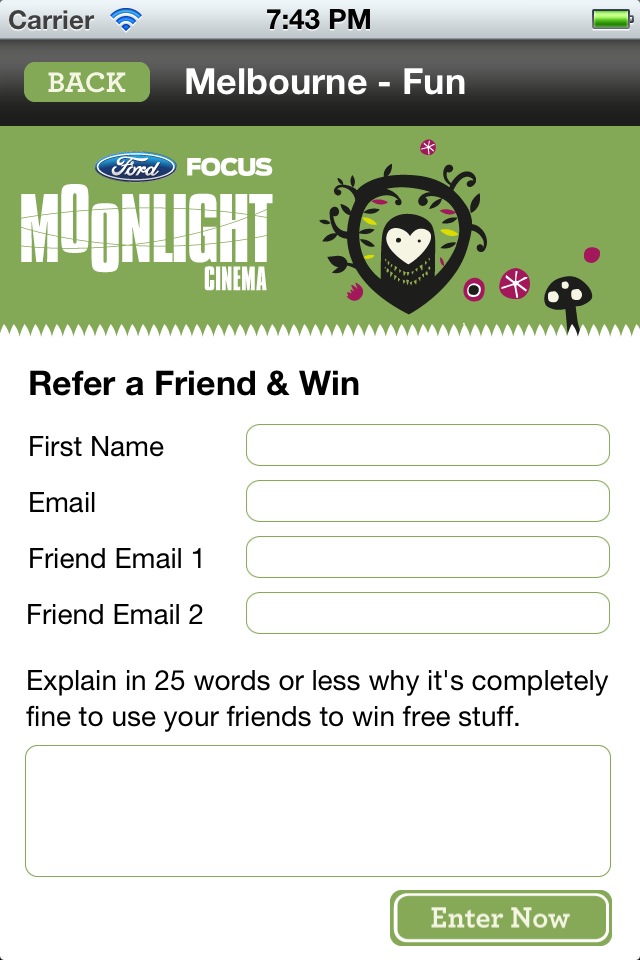 Carrier 7:43 PM
BACK Melbourne - Fun
Ford FOCUS
MOONLIGHT
CINEMA
Refer a Friend & Win
First Name
Email
Friend Email 1
Friend Email 2
Explain in 25 words or less why it's completely
fine to use your friends to win free stuff.
Enter Now